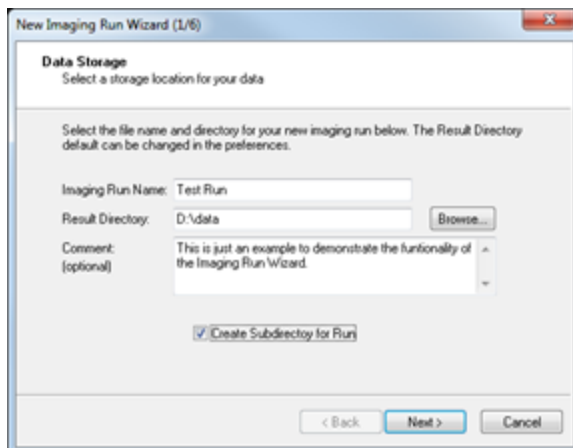 New Imaging Run Wizard (1/6)
Data Storage
Select a storage location for your data
Select the file name and directory for your new imaging run below. The Result Directory
default can be changed in the preferences.
Imaging Run Name: Test Run
Result Directory: D:\data Browse...
Comment: This is just an example to demonstrate the funtionality of
(optional) the Imaging Run Wizard.
Create Subdirectoy for Run
< Back Next > Cancel